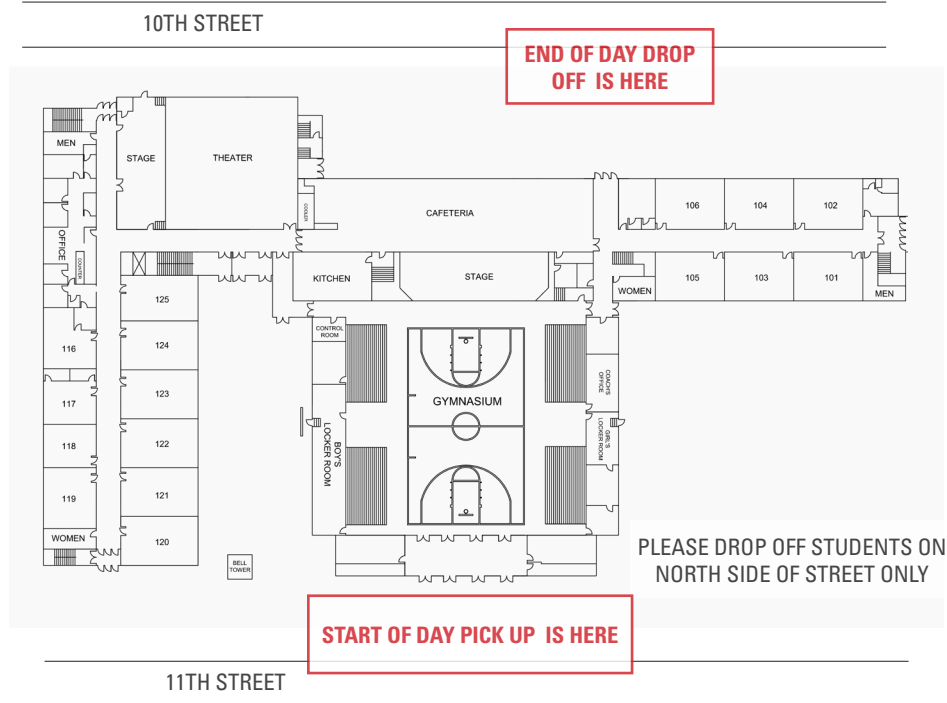 10TH STREET
END OF DAY DROP
OFF IS HERE
MEN
STAGE
THEATER
COOLER
CAFETERIA
106
104
102
OFFICE
COUNTER
KITCHEN
STAGE
WOMEN
105
103
101
MEN
125
CONTROL
ROOM
116
124
COACH'S
OFFICE
117
123
GYMNASIUM
118
122
BOY'S
LOCKER ROOM
GIRL'S
LOCKER ROOM
119
121
WOMEN
120
BELL
TOWER
PLEASE DROP OFF STUDENTS ON
NORTH SIDE OF STREET ONLY
START OF DAY PICK UP IS HERE
11TH STREET